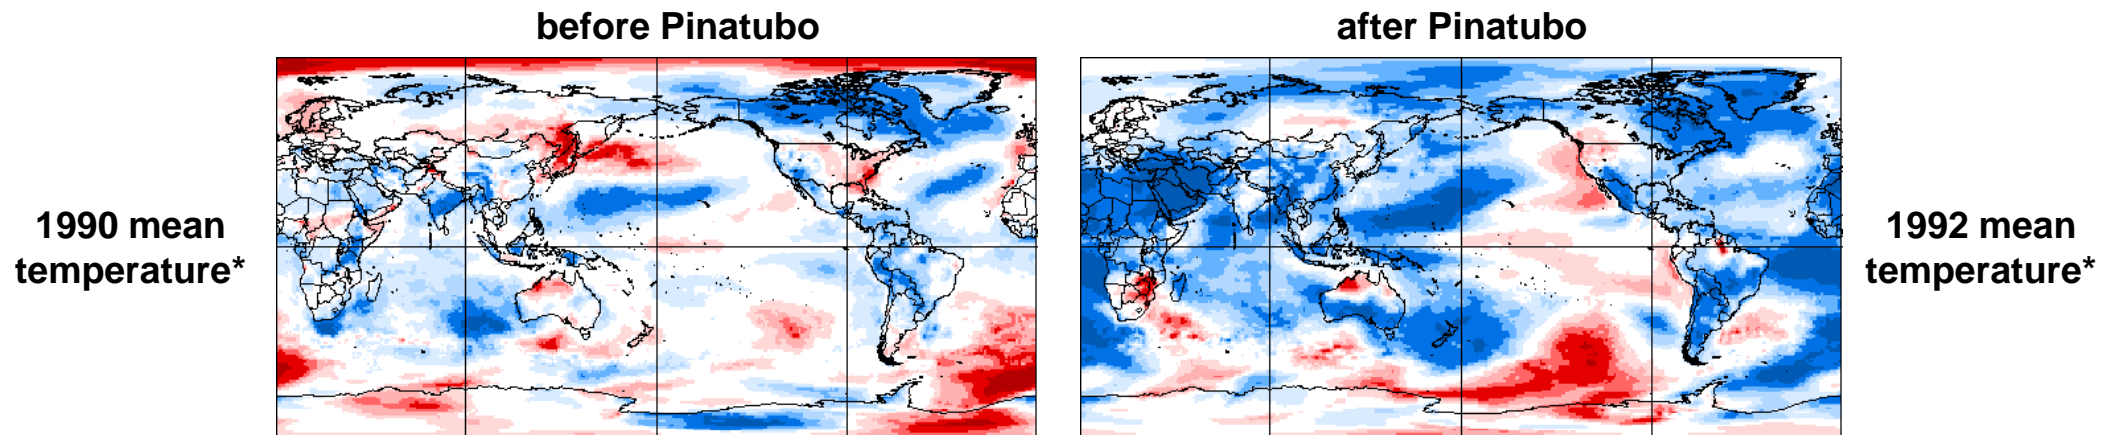 before Pinatubo
after Pinatubo
1990 mean
temperature*
1992 mean
temperature*